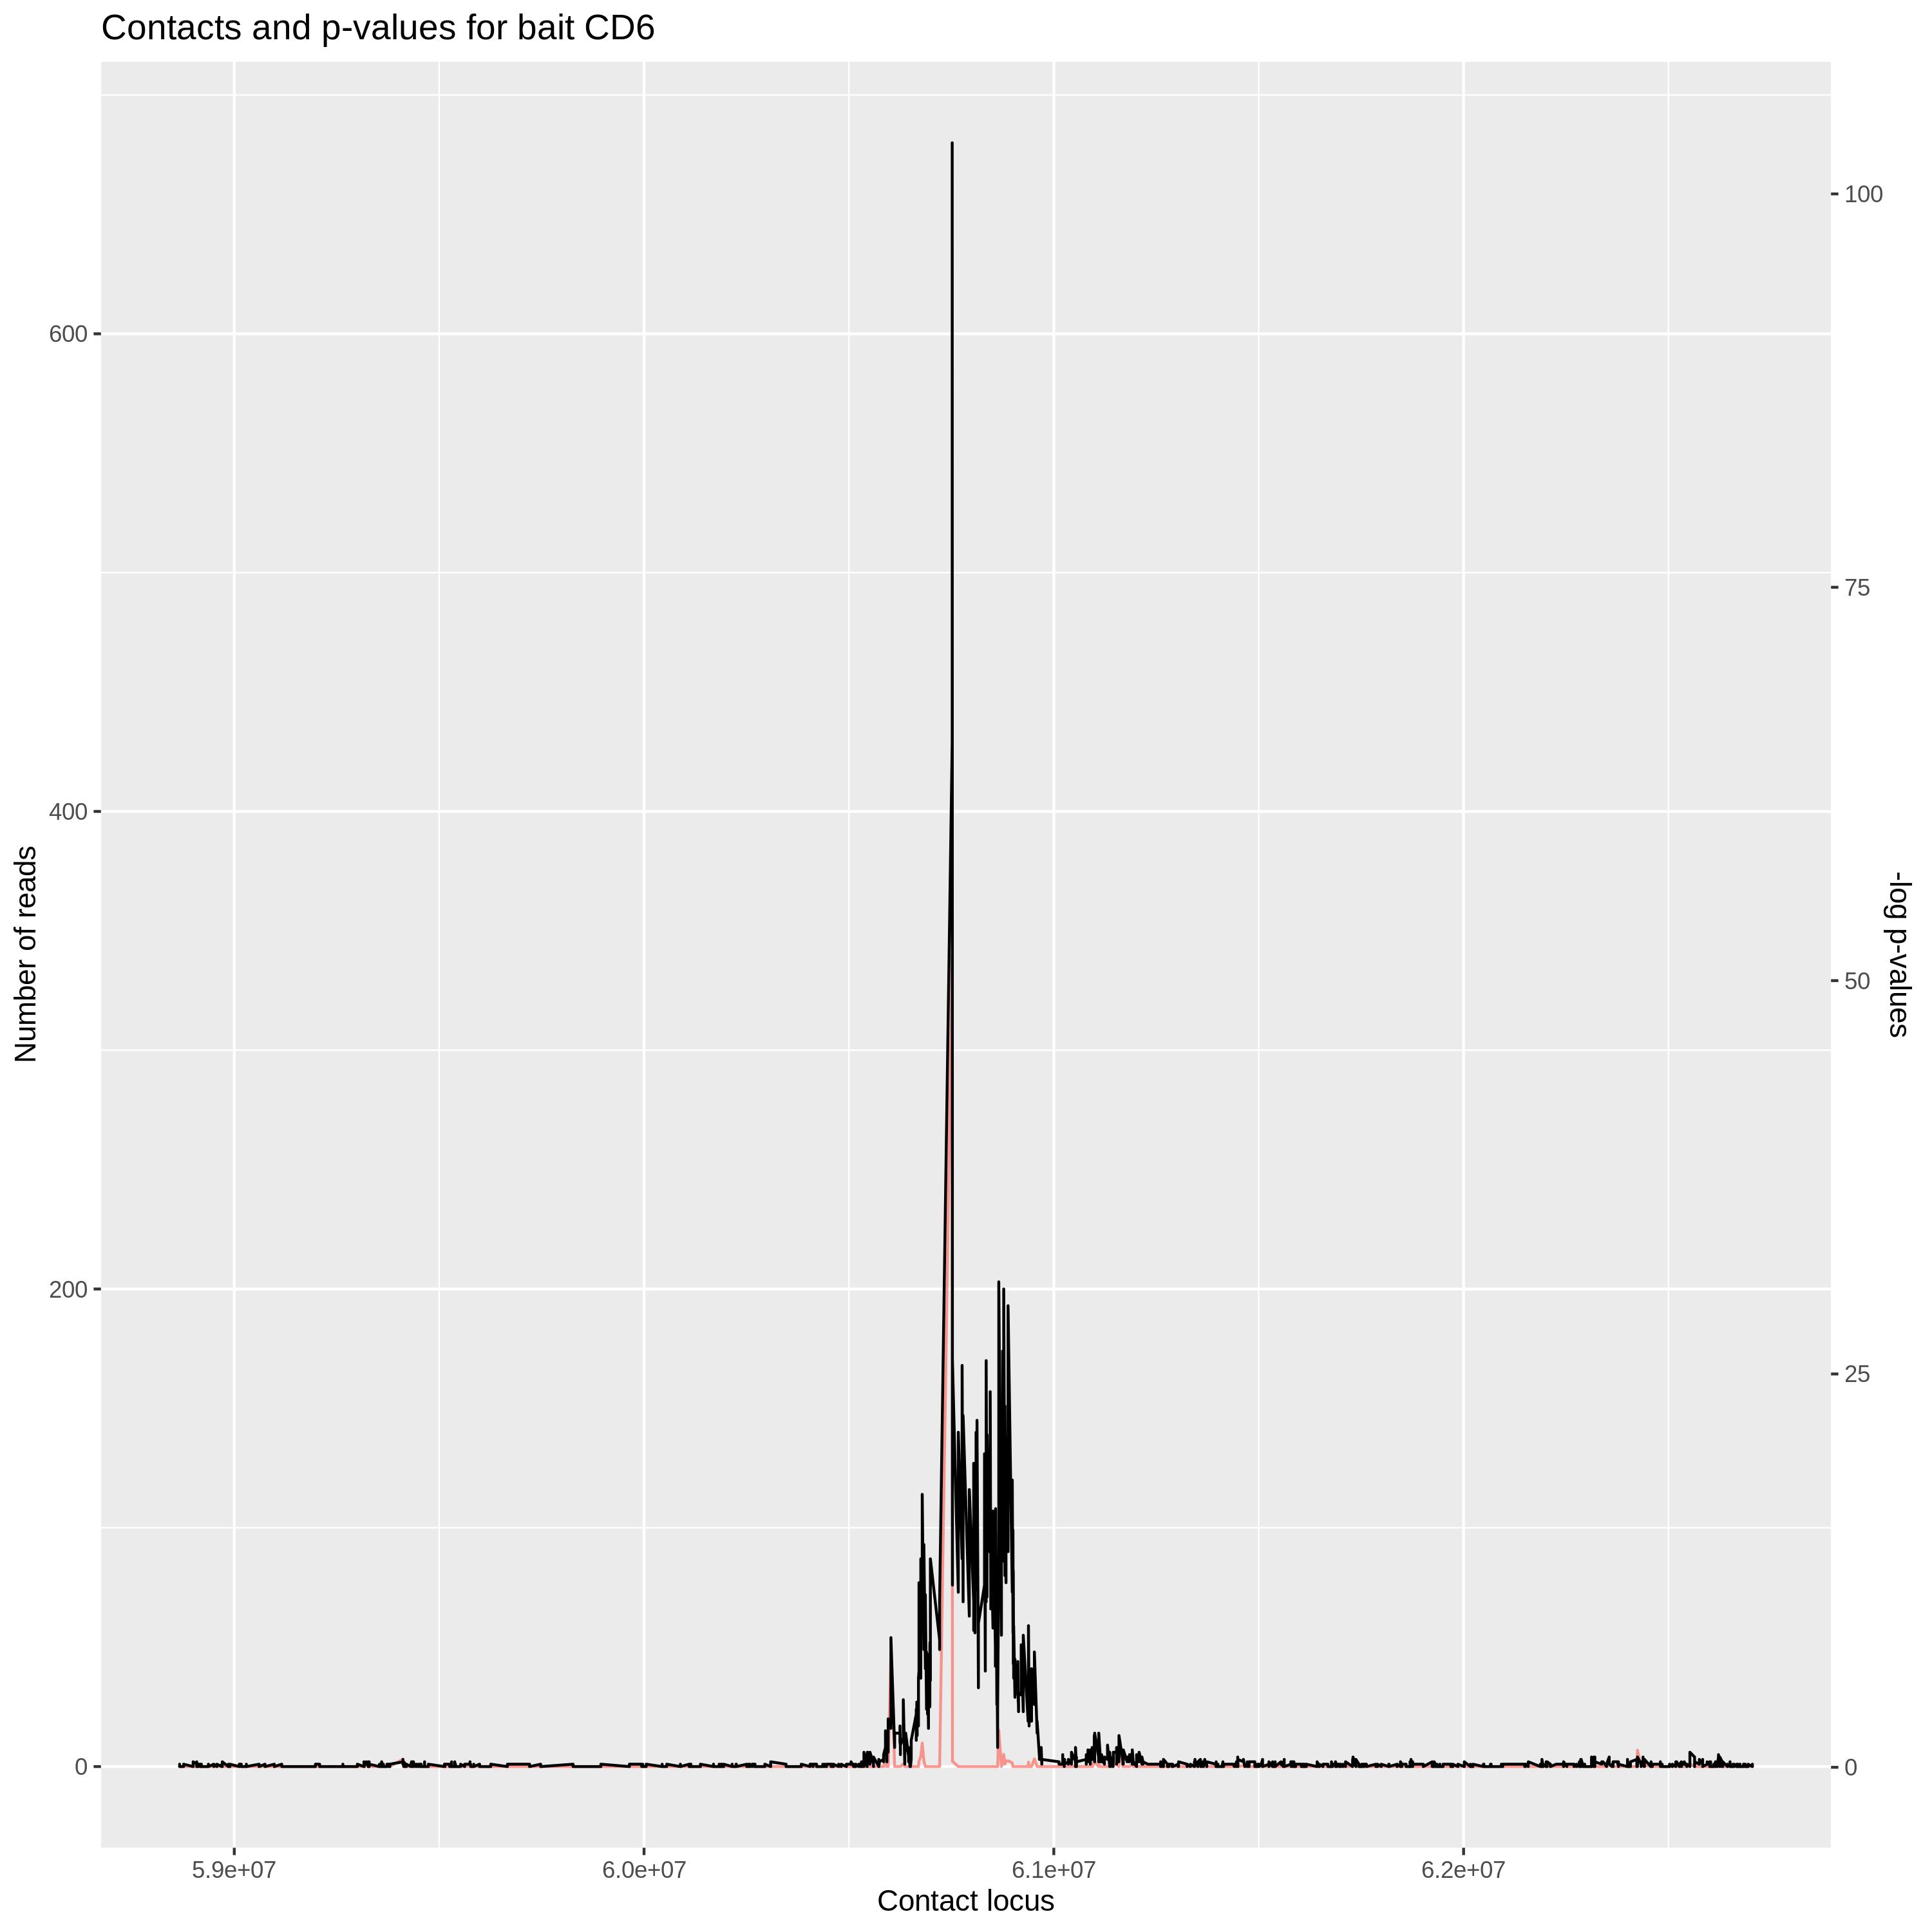 Contacts and p-values for bait CD6
Number of reads
600
400
200
0
100
75
50
25
0
-log p-values
5.9e+07
6.0e+07
6.1e+07
6.2e+07
Contact locus